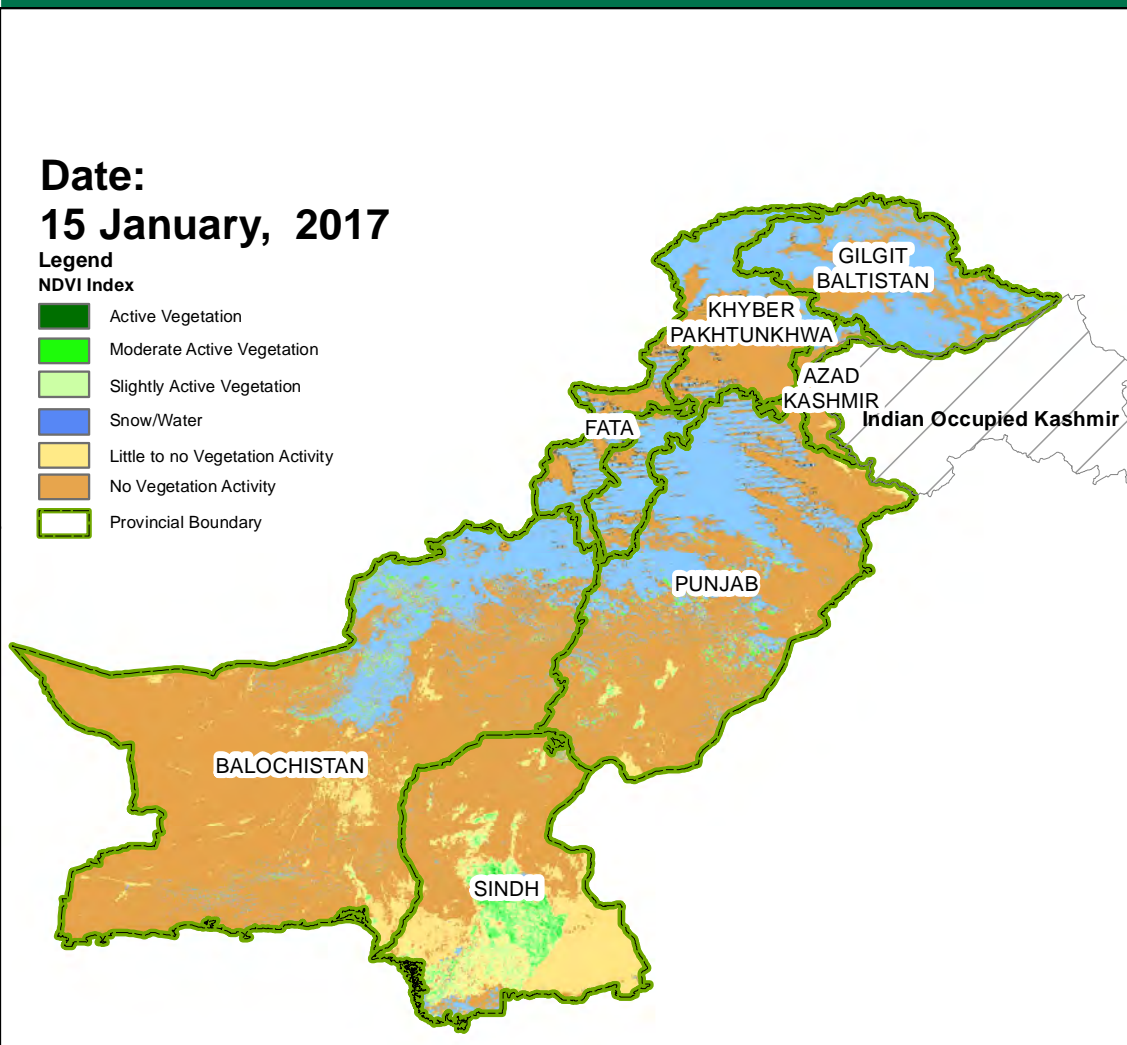 Date:
15 January, 2017
Legend
NDVI Index
Active Vegetation
Moderate Active Vegetation
Slightly Active Vegetation
Snow/Water
Little to no Vegetation Activity
No Vegetation Activity
Provincial Boundary
GILGIT
BALTISTAN
KHYBER
PAKHTUNKHWA
AZAD
KASHMIR
Indian Occupied Kashmir
FATA
PUNJAB
BALOCHISTAN
SINDH